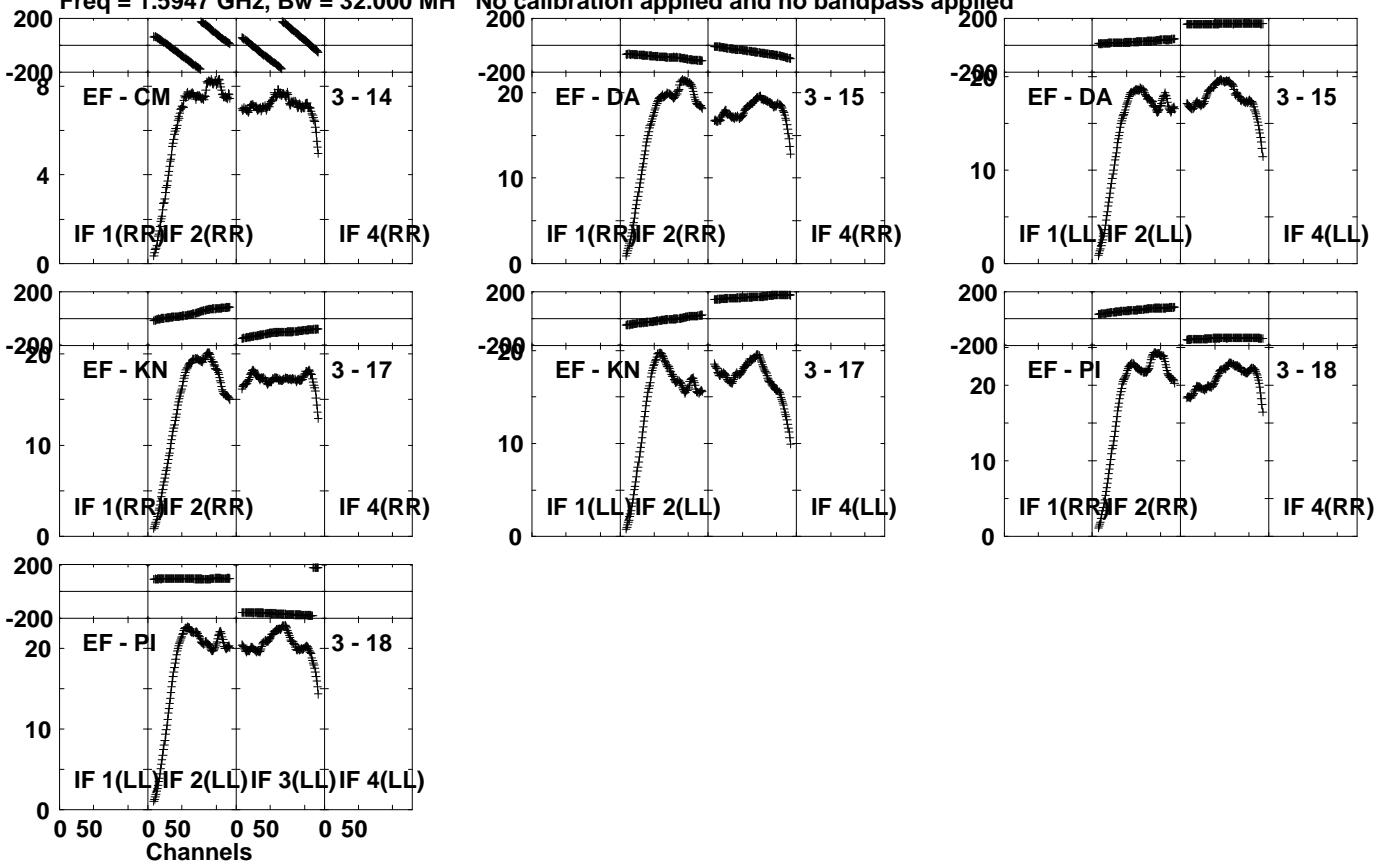 Freq = 1.5947 GHz, Bw = 32.000 MH No calibration applied and no bandpass applied
200
-200
8
4
0
EF - CM
3 - 14
IF 1(RR)
IF 2(RR)
IF 4(RR)
200
-200
20
10
0
EF - DA
3 - 15
IF 1(RR)
IF 2(RR)
IF 4(RR)
200
-200
20
10
0
EF - DA
3 - 15
IF 1(LL)
IF 2(LL)
IF 4(LL)
200
-200
20
10
0
EF - KN
3 - 17
IF 1(RR)
IF 2(RR)
IF 4(RR)
200
-200
20
10
0
EF - KN
3 - 17
IF 1(LL)
IF 2(LL)
IF 4(LL)
200
-200
20
10
0
EF - PI
3 - 18
IF 1(RR)
IF 2(RR)
IF 4(RR)
200
-200
20
10
0
EF - PI
3 - 18
IF 1(LL)
IF 2(LL)
IF 3(LL)
IF 4(LL)
0 50 0 50 0 50 0 50
Channels